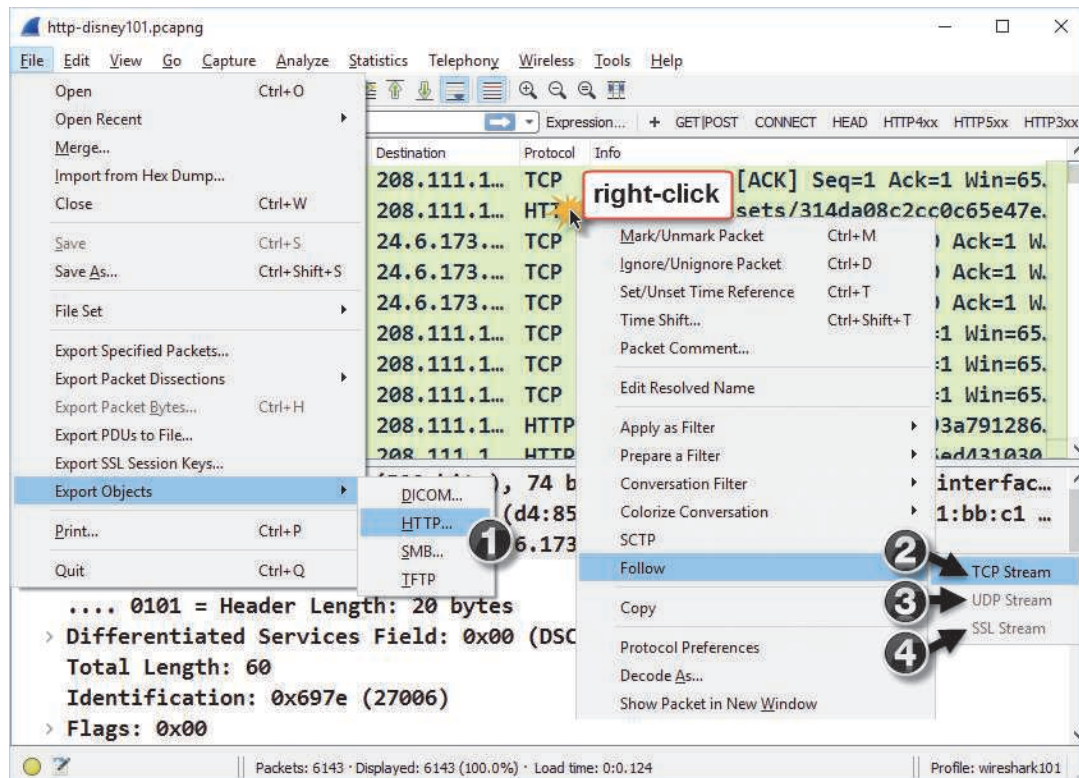 http-disney101.pcapng
File Edit View Go Capture Analyze Statistics Telephony Wireless Tools Help
Open Ctrl+O
Open Recent
Merge...
Import from Hex Dump...
Close Ctrl+W
Save Ctrl+S
Save As... Ctrl+Shift+S
File Set
Export Specified Packets...
Export Packet Dissections
Export Packet Bytes... Ctrl+H
Export PDUs to File...
Export SSL Session Keys...
Export Objects
Print... Ctrl+P
Quit Ctrl+Q
DICOM...
HTTP...
SMB...
TFTP
1
Expression... + GET|POST CONNECT HEAD HTTP4xx HTTP5xx HTTP3xx
Destination Protocol Info
208.111.1... TCP [ACK] Seq=1 Ack=1 Win=65.
208.111.1... HTT sets/314da08c2cc0c65e47e.
24.6.173... TCP Ack=1 W.
24.6.173... TCP Ack=1 W.
24.6.173... TCP Ack=1 W.
208.111.1... TCP =1 Win=65.
208.111.1... TCP =1 Win=65.
208.111.1... TCP =1 Win=65.
208.111.1... HTTP 93a791286.
208.111.1 HTTP ed431030
right-click
Mark/Unmark Packet Ctrl+M
Ignore/Unignore Packet Ctrl+D
Set/Unset Time Reference Ctrl+T
Time Shift... Ctrl+Shift+T
Packet Comment...
Edit Resolved Name
Apply as Filter
Prepare a Filter
Conversation Filter
Colorize Conversation
SCTP
Follow
Copy
Protocol Preferences
Decode As...
Show Packet in New Window
2
TCP Stream
3
UDP Stream
4
SSL Stream
), 74 b interfac...
(d4:85 1:bb:c1 ...
6.173
.... 0101 = Header Length: 20 bytes
Differentiated Services Field: 0x00 (DSC
Total Length: 60
Identification: 0x697e (27006)
Flags: 0x00
Packets: 6143 · Displayed: 6143 (100.0%) · Load time: 0:0.124
Profile: wireshark101